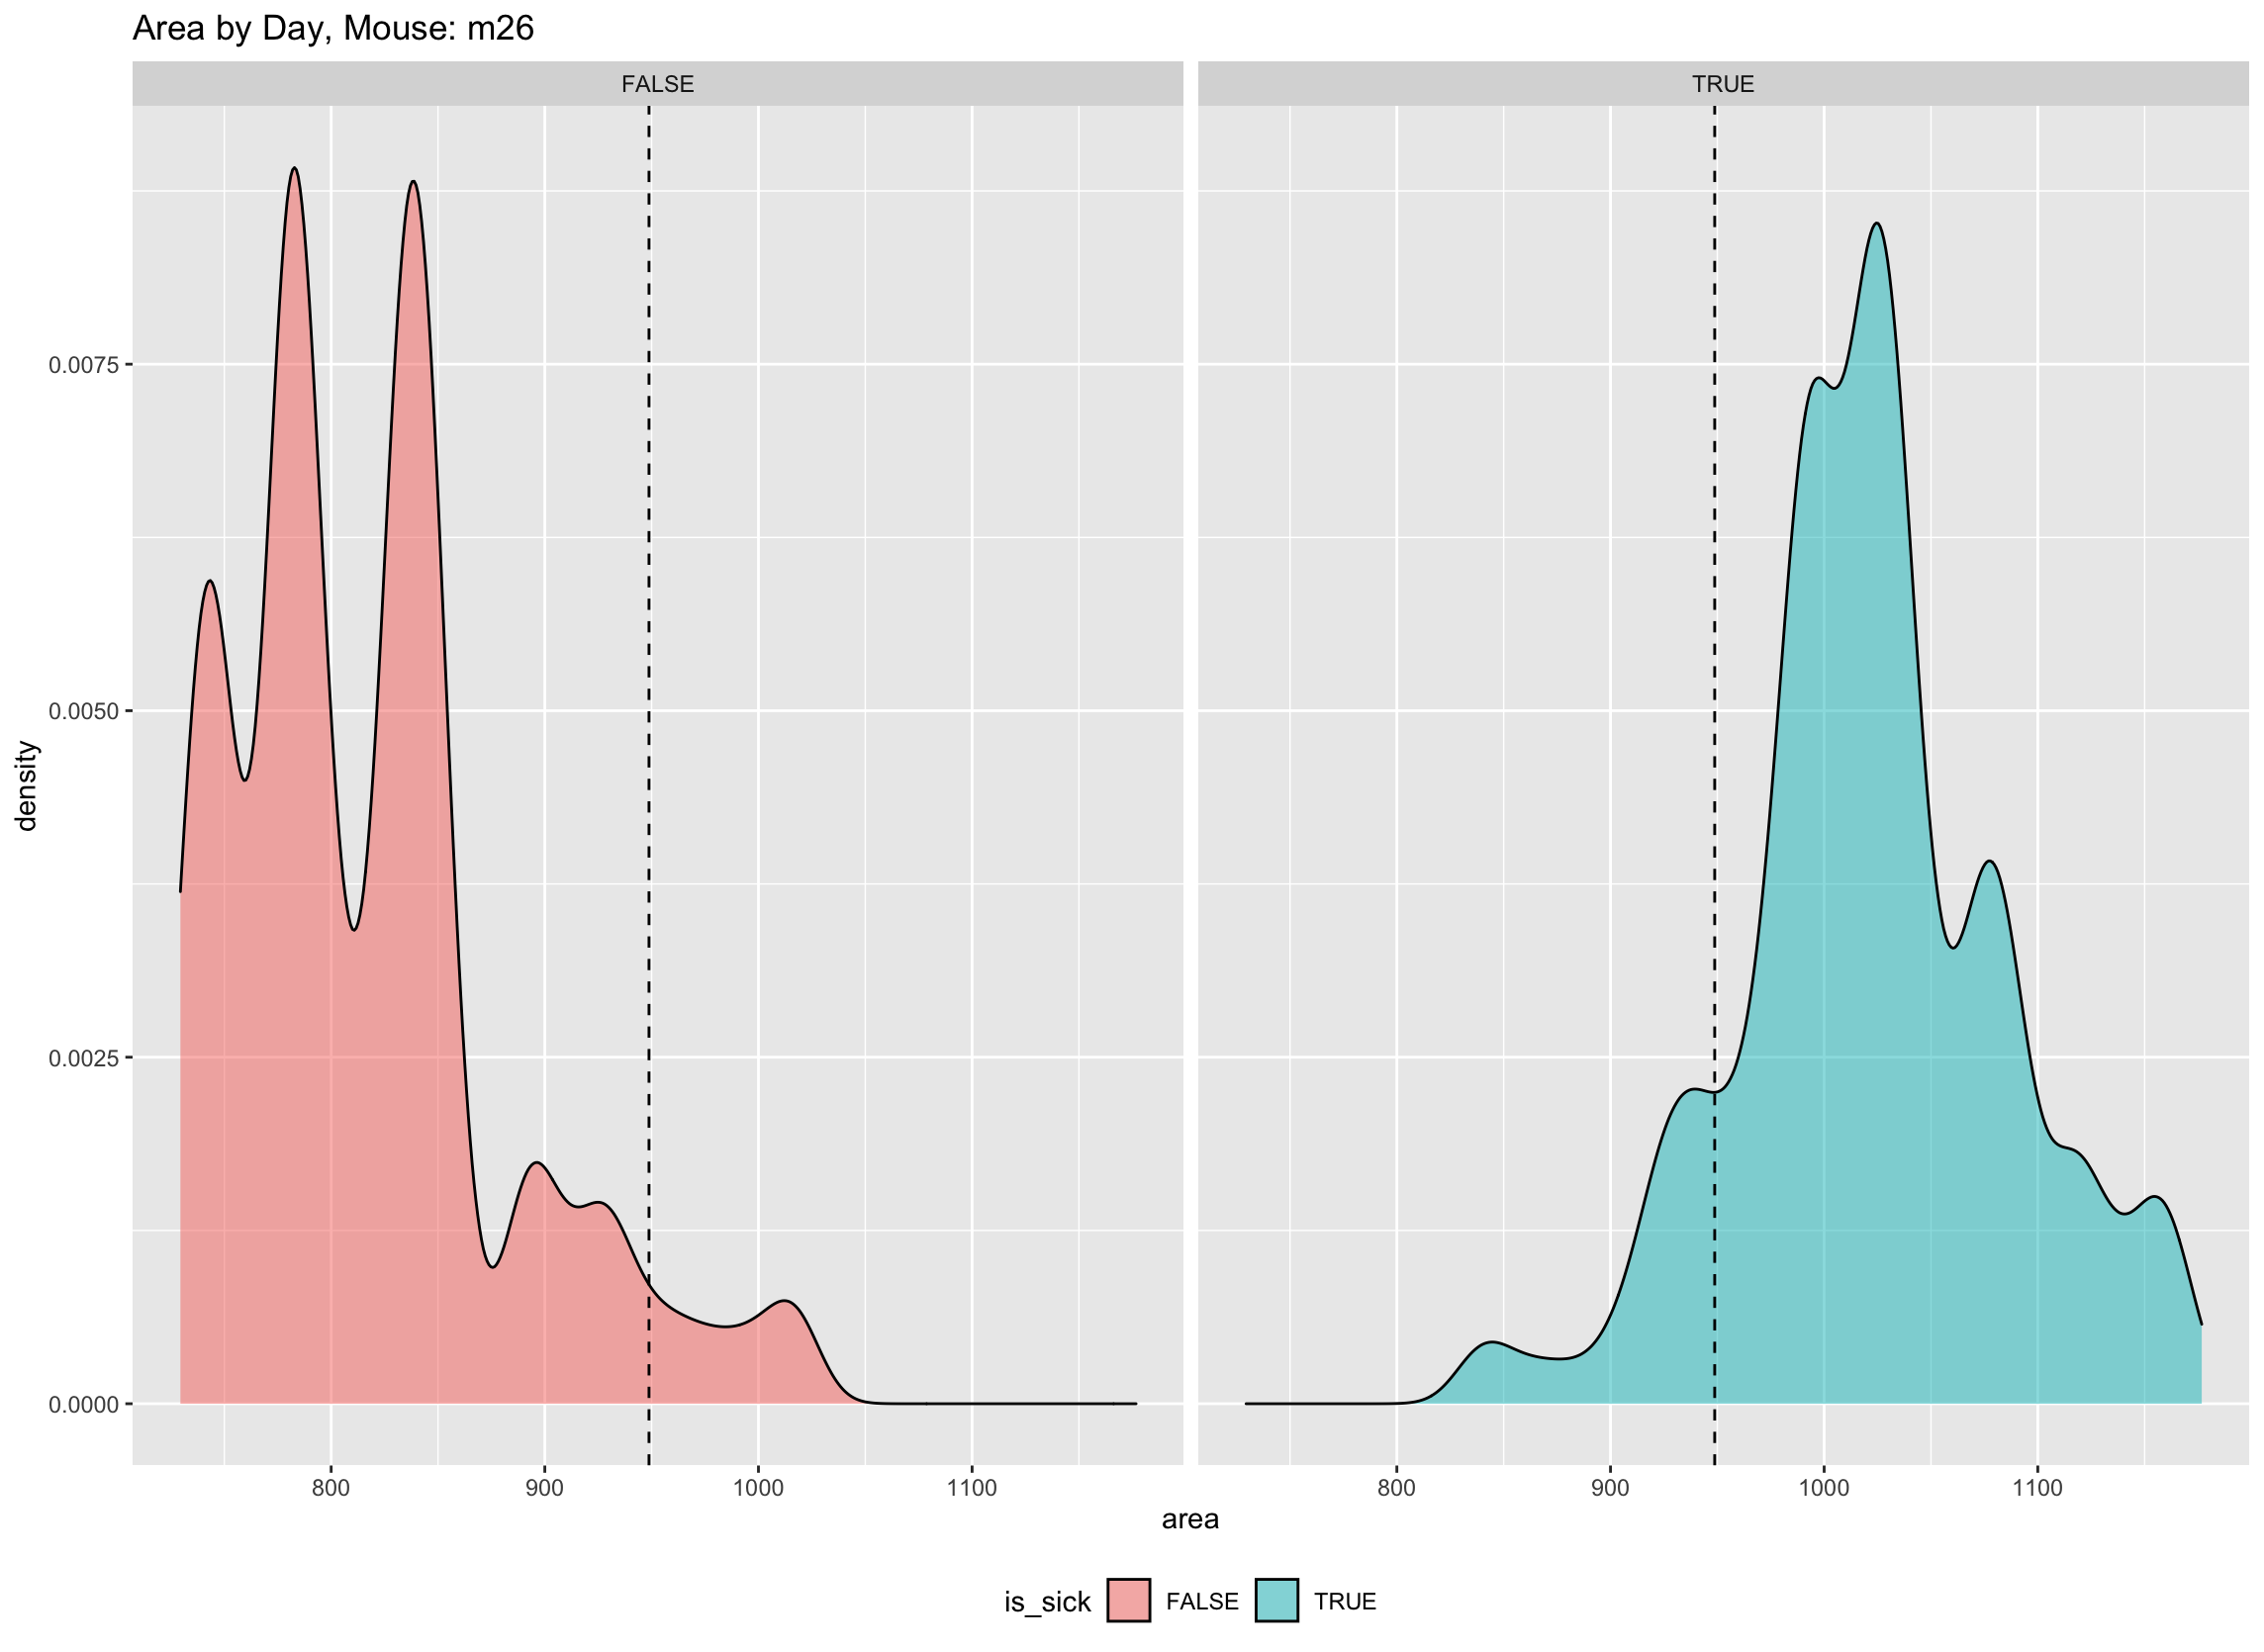 Area by Day, Mouse: m26
FALSE TRUE
density
0.0075
0.0050
0.0025
0.0000
800 900 1000 1100 800 900 1000 1100
area
is_sick FALSE TRUE